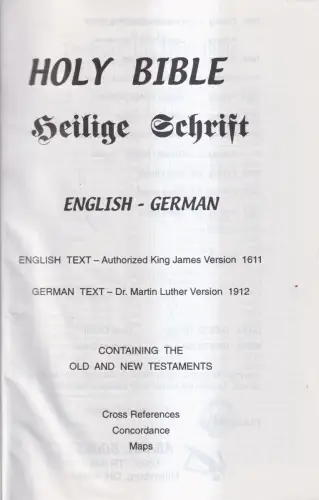 HOLY BIBLE
Heilige Schrift
ENGLISH - GERMAN
ENGLISH TEXT – Authorized King James Version 1611
GERMAN TEXT – Dr. Martin Luther Version 1912
CONTAINING THE
OLD AND NEW TESTAMENTS
Cross References
Concordance
Maps